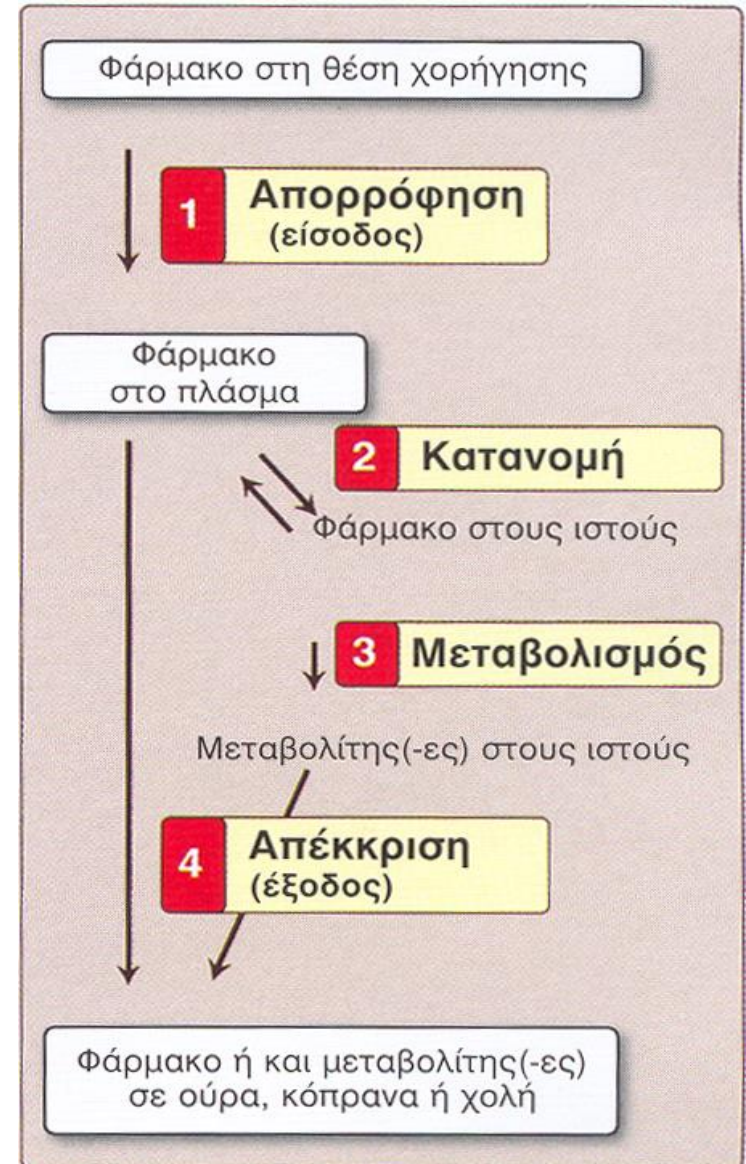 Φάρμακο στη θέση χορήγησης
1
Απορρόφηση
(είσοδος)
Φάρμακο
στο πλάσμα
2
Κατανομή
Φάρμακο στους ιστούς
3
Μεταβολισμός
Μεταβολίτης(-ες) στους ιστούς
4
Απέκκριση
(έξοδος)
Φάρμακο ή και μεταβολίτης(-ες)
σε ούρα, κόπρανα ή χολή